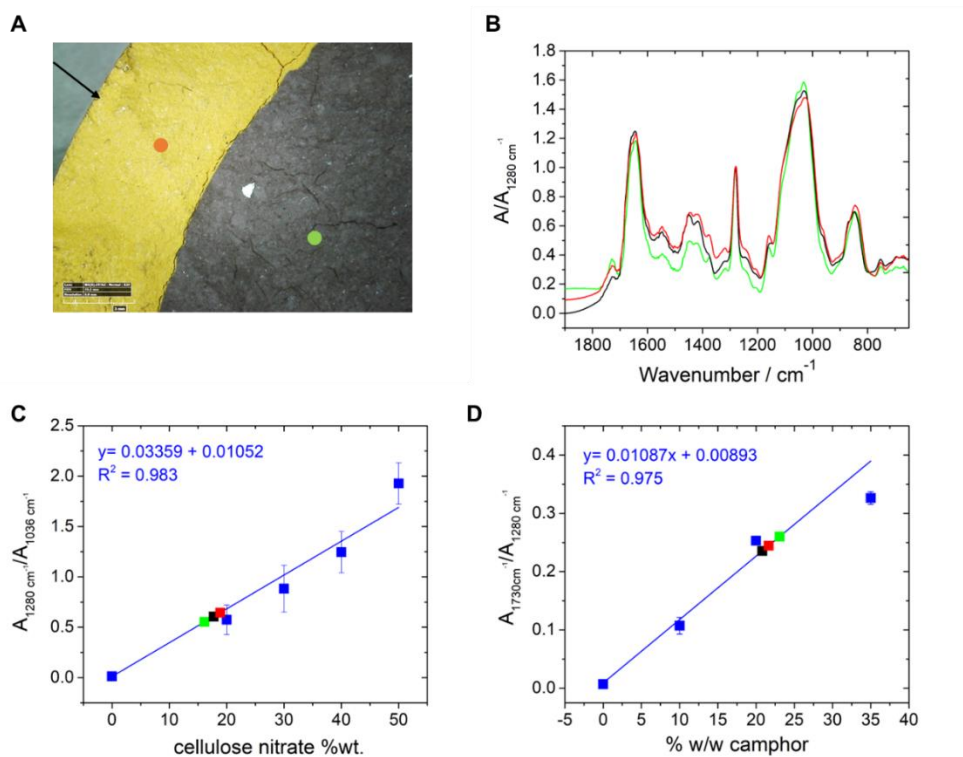 A
B
1.8
1.6
1.4
1.2
1.0
0.8
0.6
0.4
0.2
0.0
A/A1280 cm-1
1800 1600 1400 1200 1000 800
Wavenumber / cm-1
C
2.5
2.0
1.5
1.0
0.5
0.0
y= 0.03359 + 0.01052
R2 = 0.983
A1280 cm-1/A1036 cm-1
0 10 20 30 40 50
cellulose nitrate %wt.
D
0.4
0.3
0.2
0.1
0.0
y= 0.01087x + 0.00893
R2 = 0.975
A1730cm-1/A1280 cm-1
-5 0 5 10 15 20 25 30 35 40
% w/w camphor